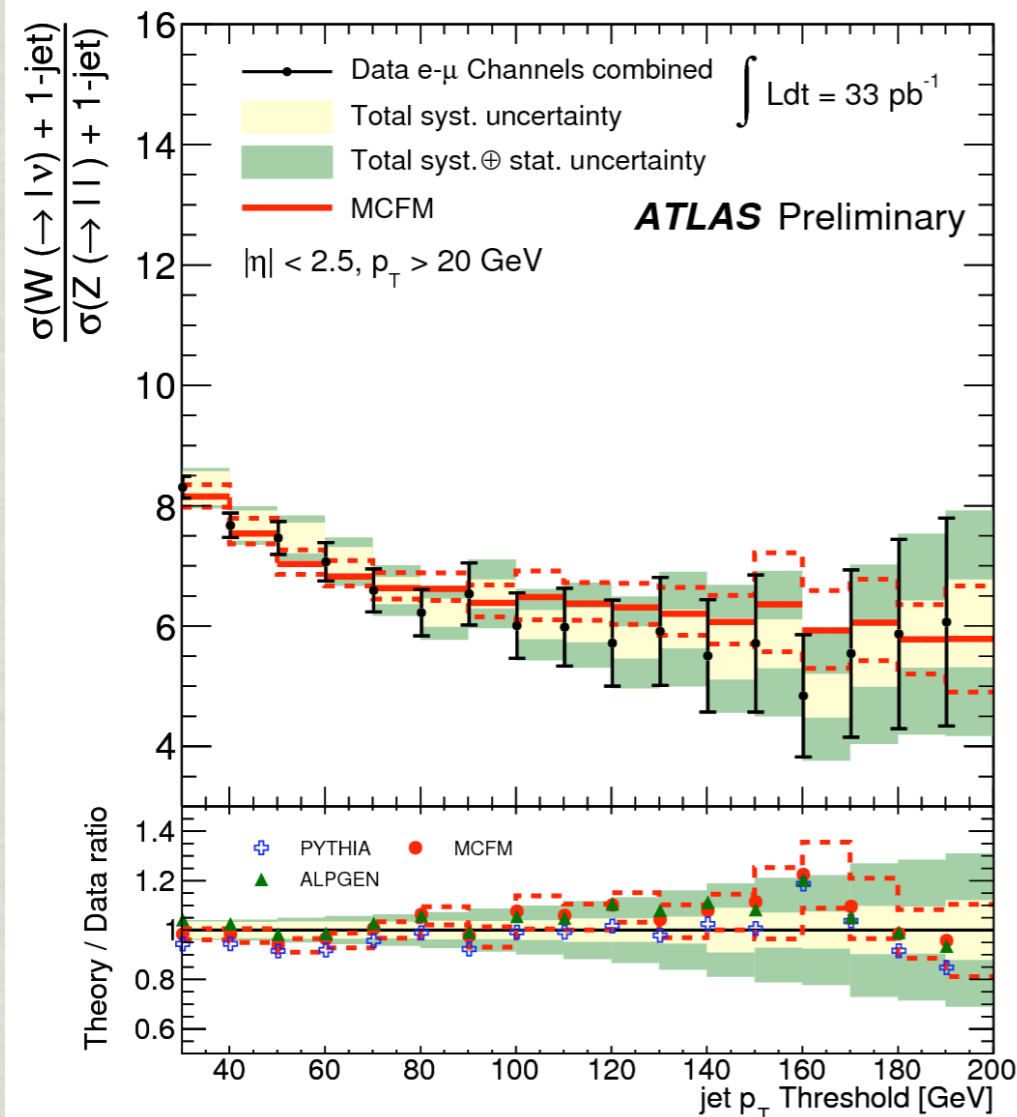 σ(W (→ l ν) + 1-jet)
σ(Z (→ l l ) + 1-jet)
16
14
12
10
8
6
4
Data e-μ Channels combined
Total syst. uncertainty
Total syst. ⊕ stat. uncertainty
MCFM
∫ Ldt = 33 pb⁻¹
ATLAS Preliminary
|η| < 2.5, p_T > 20 GeV
Theory / Data ratio
1.4
1.2
1
0.8
0.6
PYTHIA MCFM
ALPGEN
40 60 80 100 120 140 160 180 200
jet p_T Threshold [GeV]